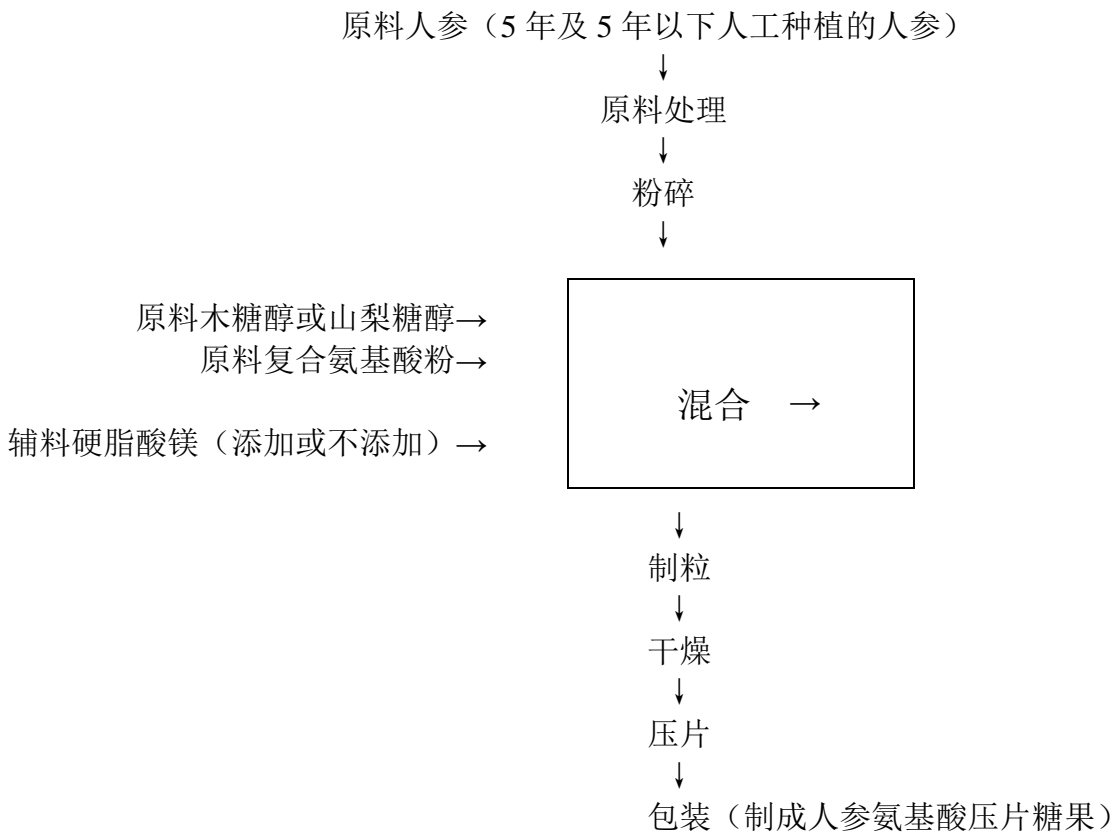 原料人参（5 年及 5 年以下人工种植的人参）
↓
原料处理
↓
粉碎
↓
原料木糖醇或山梨糖醇→
原料复合氨基酸粉→
混合 →
辅料硬脂酸镁（添加或不添加）→
↓
制粒
↓
干燥
↓
压片
↓
包装（制成人参氨基酸压片糖果）